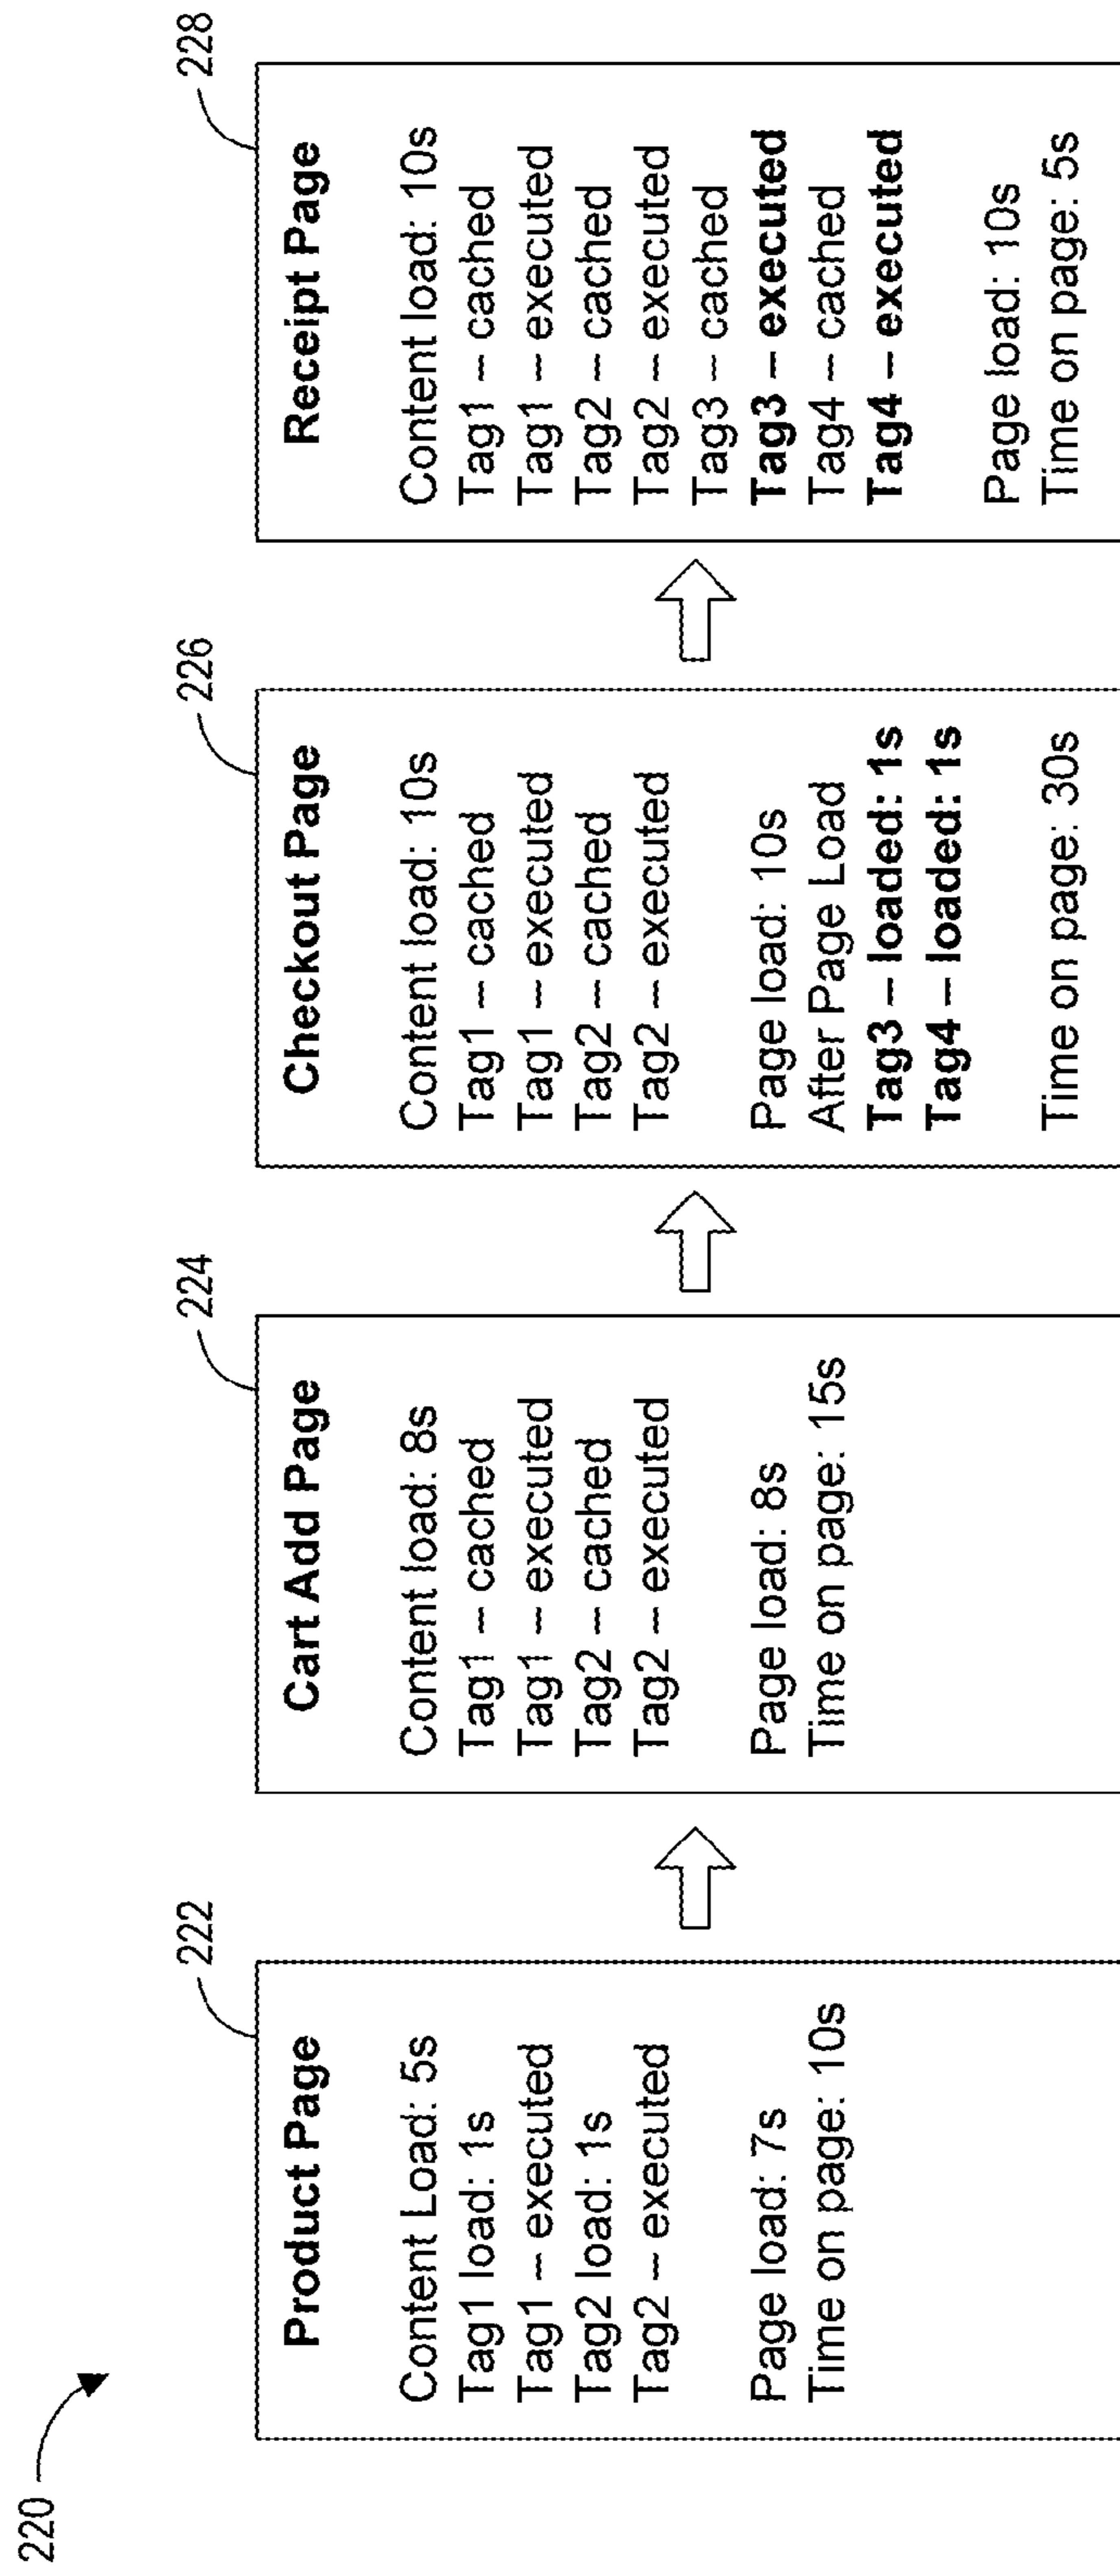 220
222
Product Page
Content Load: 5s
Tag1 load: 1s
Tag1 – executed
Tag2 load: 1s
Tag2 – executed
Page load: 7s
Time on page: 10s
224
Cart Add Page
Content load: 8s
Tag1 – cached
Tag1 – executed
Tag2 – cached
Tag2 – executed
Page load: 8s
Time on page: 15s
226
Checkout Page
Content load: 10s
Tag1 – cached
Tag1 – executed
Tag2 – cached
Tag2 – executed
Page load: 10s
After Page Load
Tag3 – loaded: 1s
Tag4 – loaded: 1s
Time on page: 30s
228
Receipt Page
Content load: 10s
Tag1 – cached
Tag1 – executed
Tag2 – cached
Tag2 – executed
Tag3 – cached
Tag3 – executed
Tag4 – cached
Tag4 – executed
Page load: 10s
Time on page: 5s